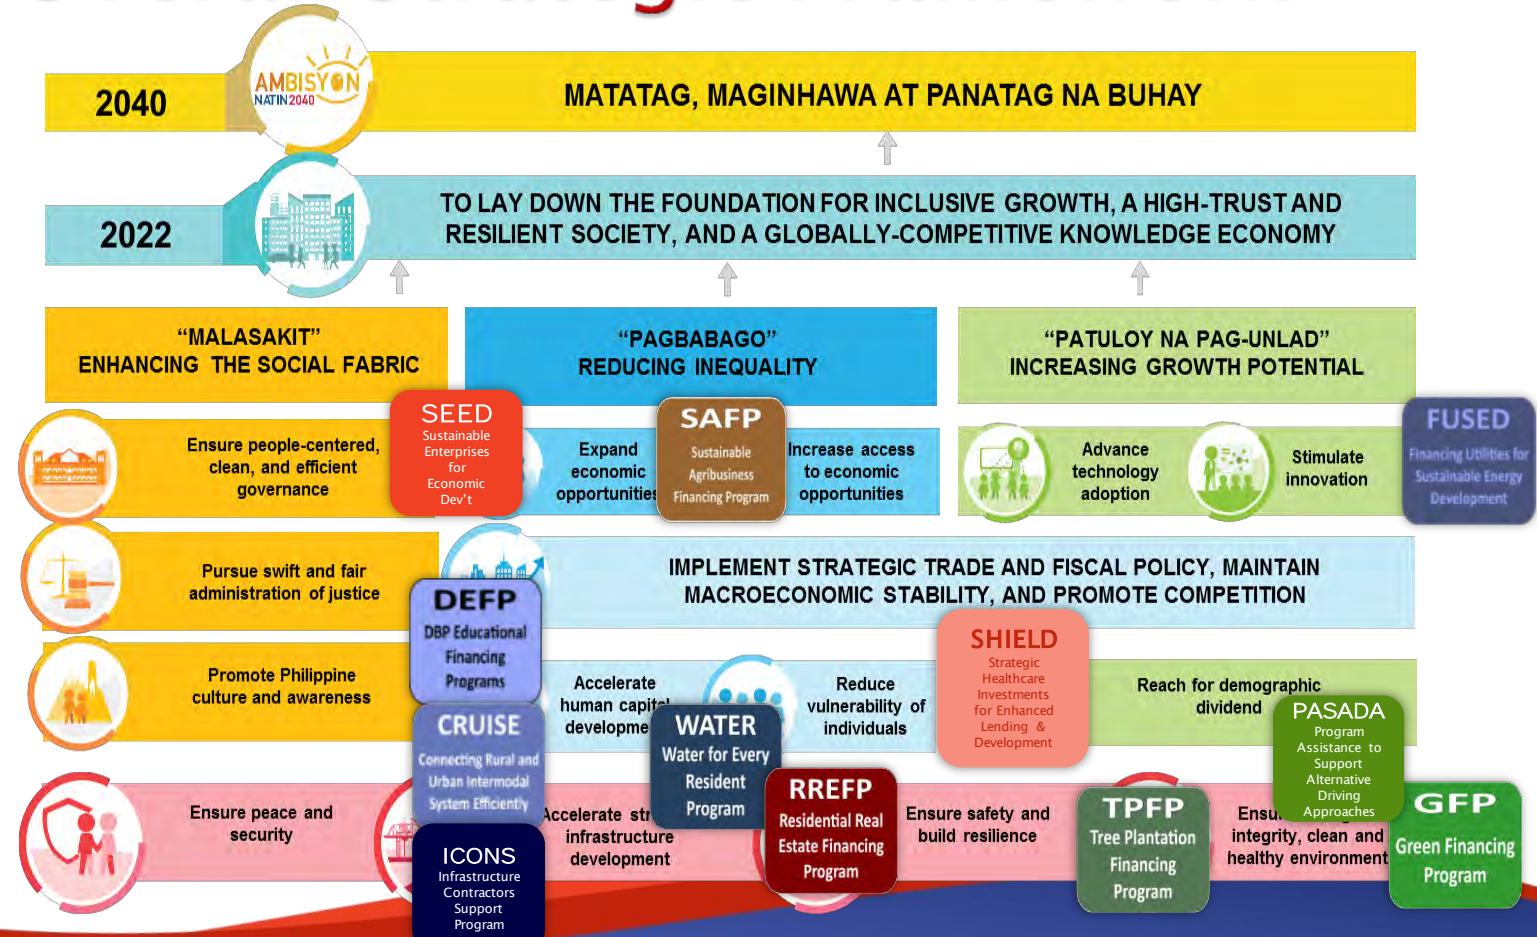 2040
AMBISYON
NATIN 2040
MATATAG, MAGINHAWA AT PANATAG NA BUHAY
2022
TO LAY DOWN THE FOUNDATION FOR INCLUSIVE GROWTH, A HIGH-TRUST AND
RESILIENT SOCIETY, AND A GLOBALLY-COMPETITIVE KNOWLEDGE ECONOMY
“MALASAKIT”
ENHANCING THE SOCIAL FABRIC
“PAGBABAGO”
REDUCING INEQUALITY
“PATULOY NA PAG-UNLAD”
INCREASING GROWTH POTENTIAL
Ensure people-centered,
clean, and efficient
governance
SEED
Sustainable
Enterprises
for
Economic
Dev't
Expand
economic
opportunities
SAFP
Sustainable
Agribusiness
Financing Program
Increase access
to economic
opportunities
Advance
technology
adoption
Stimulate
innovation
FUSED
Financing Utilities for
Sustainable Energy
Development
Pursue swift and fair
administration of justice
IMPLEMENT STRATEGIC TRADE AND FISCAL POLICY, MAINTAIN
MACROECONOMIC STABILITY, AND PROMOTE COMPETITION
DEFP
DBP Educational
Financing
Programs
Promote Philippine
culture and awareness
Accelerate
human capital
Reduce
vulnerability of
individuals
SHIELD
Strategic
Healthcare
Investments
for Enhanced
Lending &
Development
Reach for demographic
dividend
PASADA
Program
Assistance to
Support
Alternative
Driving
Approaches
CRUISE
Connecting Rural and
Urban Intermodal
System Efficiently
WATER
Water for Every
Resident
Program
Ensure peace and
security
Accelerate
infrastructure
development
RREFP
Residential Real
Estate Financing
Program
Ensure safety and
build resilience
TPFP
Tree Plantation
Financing
Program
integrity, clean and
healthy environment
GFP
Green Financing
Program
ICONS
Infrastructure
Contractors
Support
Program